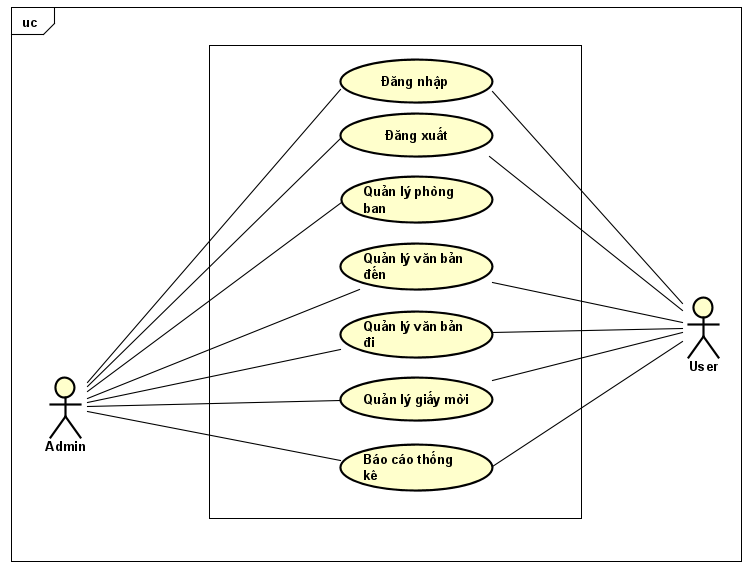 uc
Đăng nhập
Đăng xuất
Quản lý phòng
ban
Quản lý văn bản
đến
Quản lý văn bản
đi
Quản lý giấy mời
Báo cáo thống
kê
Admin
User